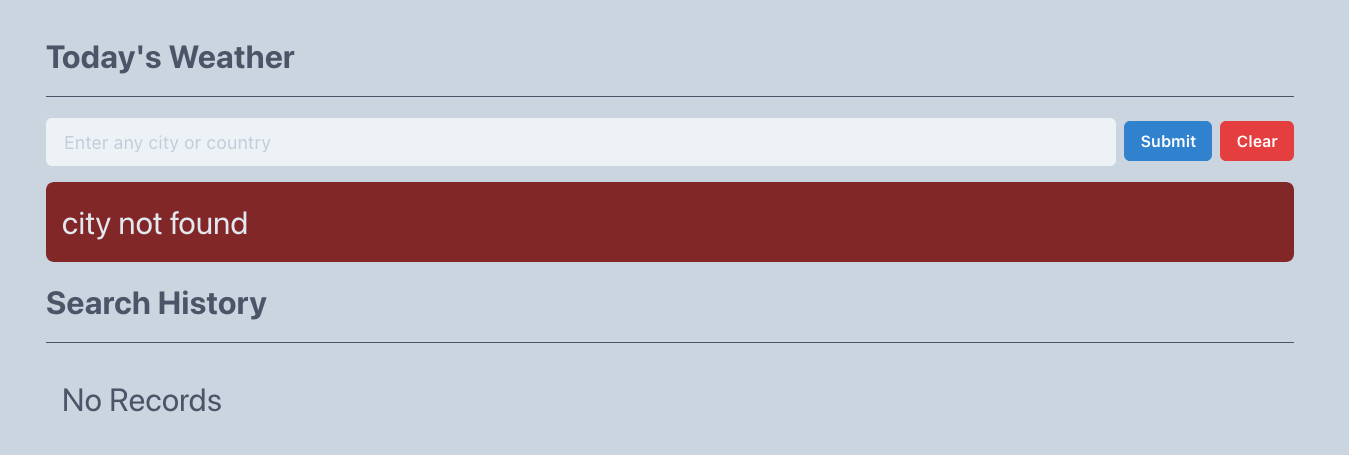 Today's Weather
Enter any city or country
Submit
Clear
city not found
Search History
No Records